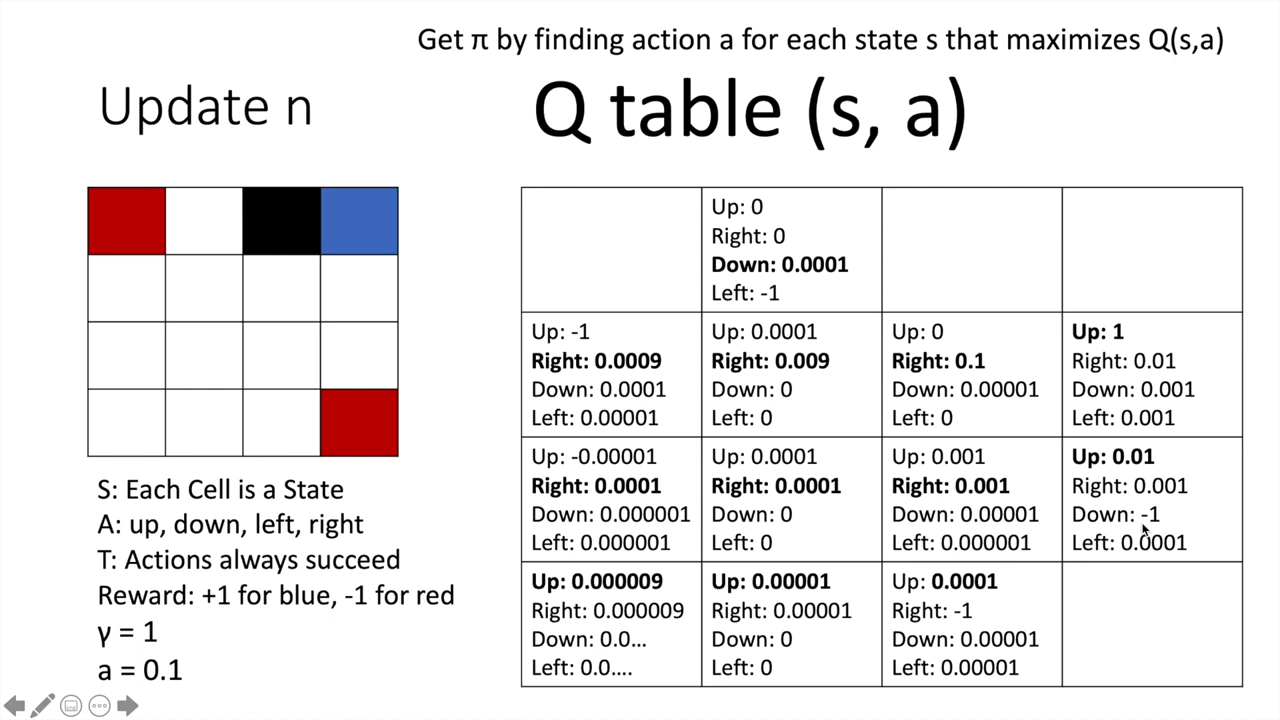 Get π by finding action a for each state s that maximizes Q(s,a)
Update n
Q table (s, a)
Up: 0
Right: 0
Down: 0.0001
Left: -1
Up: -1
Right: 0.0009
Down: 0.0001
Left: 0.00001
Up: 0.0001
Right: 0.009
Down: 0
Left: 0
Up: 0
Right: 0.1
Down: 0.00001
Left: 0
Up: 1
Right: 0.01
Down: 0.001
Left: 0.001
Up: -0.00001
Right: 0.0001
Down: 0.000001
Left: 0.000001
Up: 0.0001
Right: 0.0001
Down: 0
Left: 0
Up: 0.001
Right: 0.001
Down: 0.00001
Left: 0.000001
Up: 0.01
Right: 0.001
Down: -1
Left: 0.0001
Up: 0.000009
Right: 0.000009
Down: 0.0...
Left: 0.0....
Up: 0.00001
Right: 0.00001
Down: 0
Left: 0
Up: 0.0001
Right: -1
Down: 0.00001
Left: 0.00001
S: Each Cell is a State
A: up, down, left, right
T: Actions always succeed
Reward: +1 for blue, -1 for red
γ = 1
a = 0.1